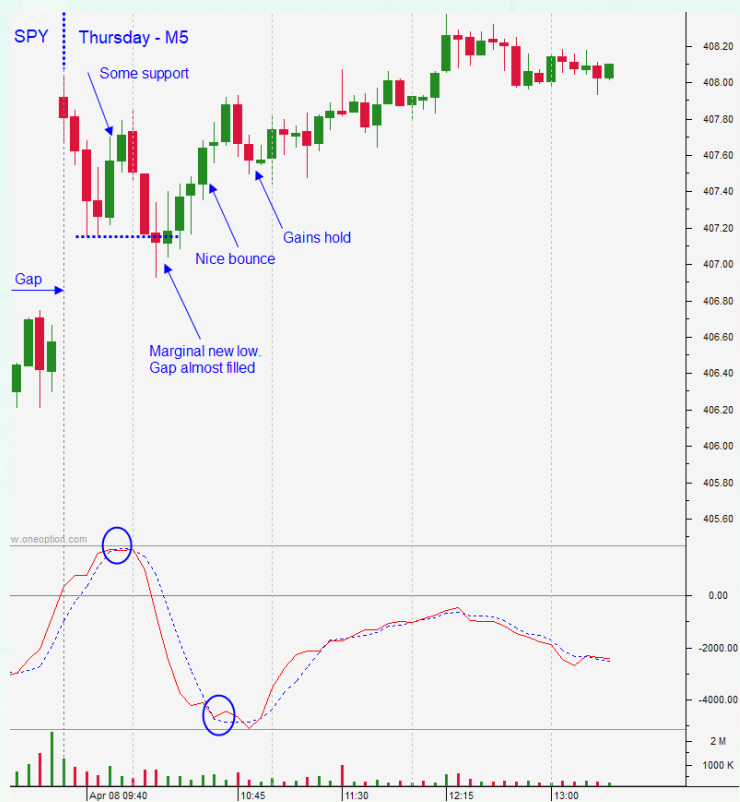 SPY
Thursday - M5
Some support
Gains hold
Nice bounce
Gap
Marginal new low.
Gap almost filled
408.20
408.00
407.80
407.60
407.40
407.20
407.00
406.80
406.60
406.40
406.20
406.00
405.80
405.60
w.oneoption.com
0.00
-2000.00
-4000.00
2 M
1000 K
Apr 08 09:40
10:45
11:30
12:15
13:00